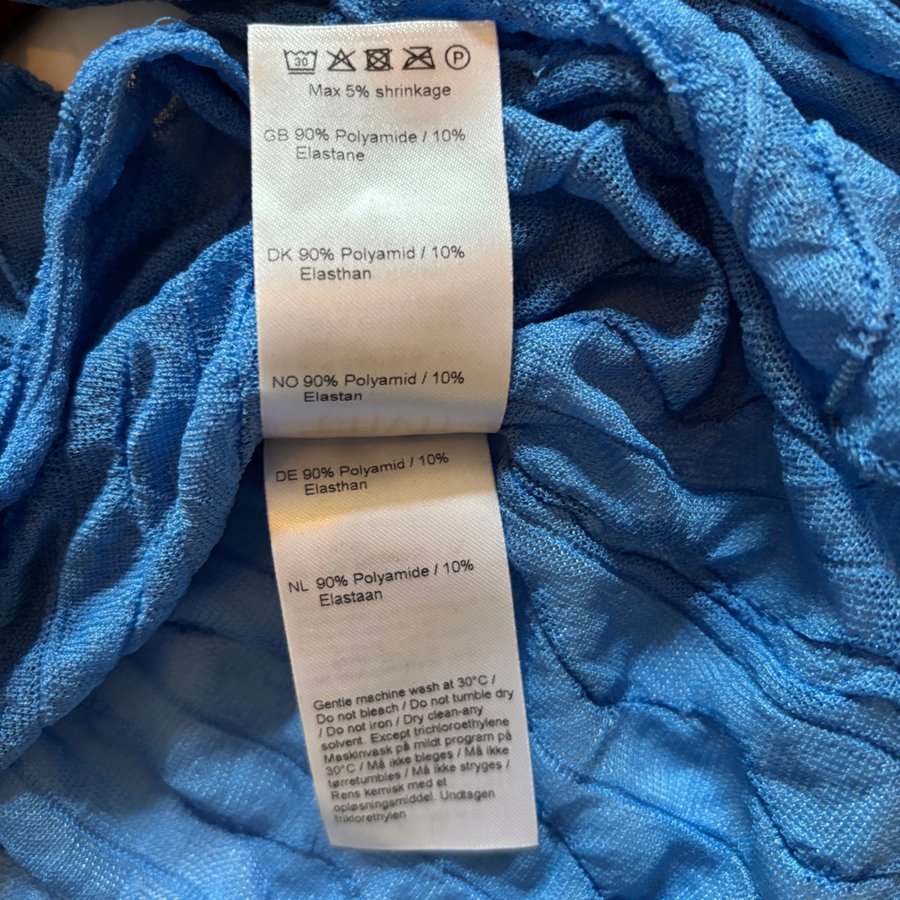 30 P
Max 5% shrinkage
GB 90% Polyamide / 10%
Elastane
DK 90% Polyamid / 10%
Elasthan
NO 90% Polyamid / 10%
Elastan
DE 90% Polyamid / 10%
Elasthan
NL 90% Polyamide / 10%
Elastaan
Gentle machine wash at 30°C /
Do not bleach / Do not tumble dry
/ Do not iron / Dry clean-any
solvent. Except trichloroethylene
Maskinvask på mildt program på
30°C / Må ikke bleges / Må ikke
tørretumbles / Må ikke stryges /
Rens kemisk med et
opløsningsmiddel. Undtagen
triklorethylen